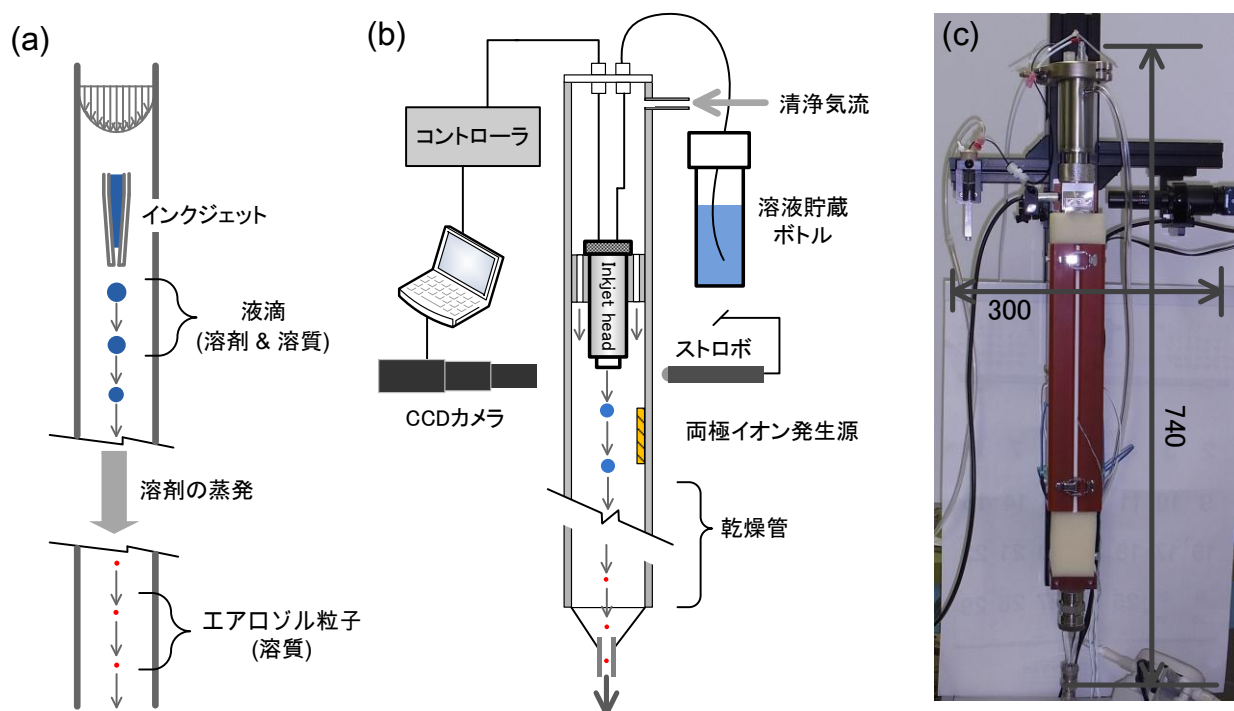 (a)
インクジェット
液滴
(溶剤 & 溶質)
溶剤の蒸発
エアロゾル粒子
(溶質)
(b)
コントローラ
清浄気流
溶液貯蔵
ボトル
Inkjet head
ストロボ
CCDカメラ
両極イオン発生源
乾燥管
(c)
300
740